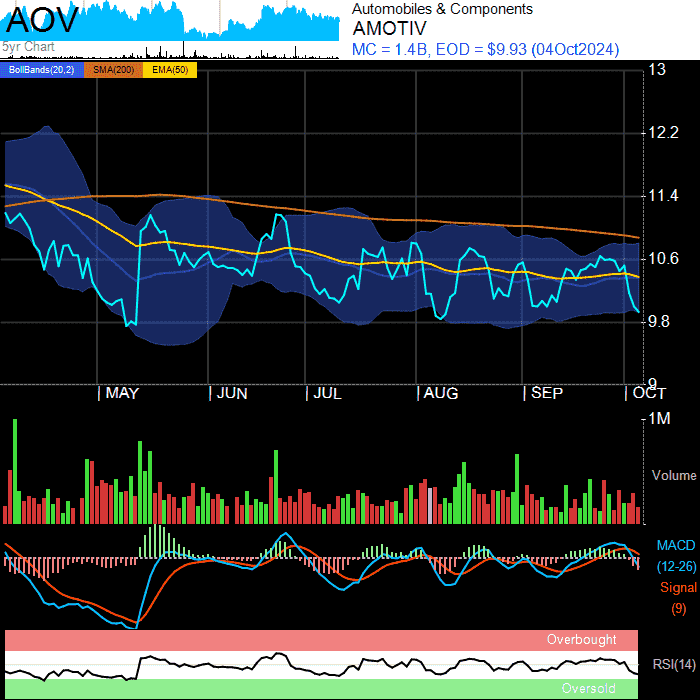 AOV
5yr Chart
Automobiles & Components
AMOTIV
MC = 1.4B, EOD = $9.93 (04Oct2024)
BollBands(20,2) SMA(200) EMA(50)
13
12.2
11.4
10.6
9.8
9
MAY JUN JUL AUG SEP OCT
1M
Volume
MACD
(12-26)
Signal
(9)
Overbought
RSI(14)
Oversold